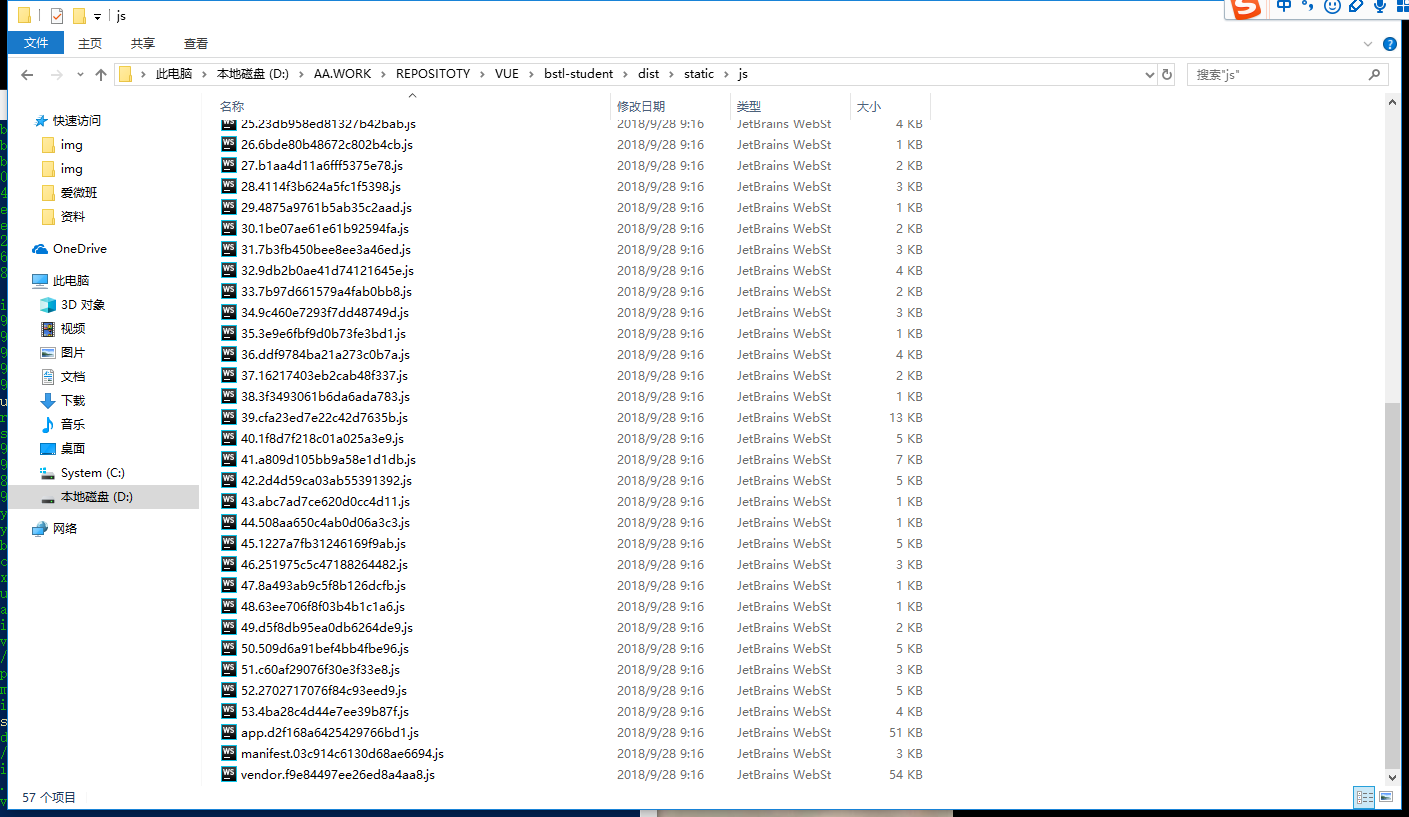 js
中
文件 主页 共享 查看
此电脑 本地磁盘 (D:) AA.WORK REPOSITOTY VUE bstl-student dist static js
搜索"js"
快速访问
img
img
爱微班
资料
OneDrive
此电脑
3D 对象
视频
图片
文档
下载
音乐
桌面
System (C:)
本地磁盘 (D:)
网络
名称 修改日期 类型 大小
25.23db958ed81327b42bab.js 2018/9/28 9:16 JetBrains WebSt 4 KB
26.6bde80b48672c802b4cb.js 2018/9/28 9:16 JetBrains WebSt 1 KB
27.b1aa4d11a6fff5375e78.js 2018/9/28 9:16 JetBrains WebSt 2 KB
28.4114f3b624a5fc1f5398.js 2018/9/28 9:16 JetBrains WebSt 3 KB
29.4875a9761b5ab35c2aad.js 2018/9/28 9:16 JetBrains WebSt 1 KB
30.1be07ae61e61b92594fa.js 2018/9/28 9:16 JetBrains WebSt 2 KB
31.7b3fb450bee8ee3a46ed.js 2018/9/28 9:16 JetBrains WebSt 3 KB
32.9db2b0ae41d74121645e.js 2018/9/28 9:16 JetBrains WebSt 4 KB
33.7b97d661579a4fab0bb8.js 2018/9/28 9:16 JetBrains WebSt 2 KB
34.9c460e7293f7dd48749d.js 2018/9/28 9:16 JetBrains WebSt 3 KB
35.3e9e6fbf9d0b73fe3bd1.js 2018/9/28 9:16 JetBrains WebSt 1 KB
36.ddf9784ba21a273c0b7a.js 2018/9/28 9:16 JetBrains WebSt 4 KB
37.16217403eb2cab48f337.js 2018/9/28 9:16 JetBrains WebSt 2 KB
38.3f3493061b6da6ada783.js 2018/9/28 9:16 JetBrains WebSt 1 KB
39.cfa23ed7e22c42d7635b.js 2018/9/28 9:16 JetBrains WebSt 13 KB
40.1f8d7f218c01a025a3e9.js 2018/9/28 9:16 JetBrains WebSt 5 KB
41.a809d105bb9a58e1d1db.js 2018/9/28 9:16 JetBrains WebSt 7 KB
42.2d4d59ca03ab55391392.js 2018/9/28 9:16 JetBrains WebSt 5 KB
43.abc7ad7ce620d0cc4d11.js 2018/9/28 9:16 JetBrains WebSt 1 KB
44.508aa650c4ab0d06a3c3.js 2018/9/28 9:16 JetBrains WebSt 1 KB
45.1227a7fb31246169f9ab.js 2018/9/28 9:16 JetBrains WebSt 5 KB
46.251975c5c47188264482.js 2018/9/28 9:16 JetBrains WebSt 3 KB
47.8a493ab9c5f8b126dcfb.js 2018/9/28 9:16 JetBrains WebSt 1 KB
48.63ee706f8f03b4b1c1a6.js 2018/9/28 9:16 JetBrains WebSt 1 KB
49.d5f8db95ea0db6264de9.js 2018/9/28 9:16 JetBrains WebSt 2 KB
50.509d6a91bef4bb4fbe96.js 2018/9/28 9:16 JetBrains WebSt 5 KB
51.c60af29076f30e3f33e8.js 2018/9/28 9:16 JetBrains WebSt 3 KB
52.2702717076f84c93eed9.js 2018/9/28 9:16 JetBrains WebSt 5 KB
53.4ba28c4d44e7ee39b87f.js 2018/9/28 9:16 JetBrains WebSt 4 KB
app.d2f168a6425429766bd1.js 2018/9/28 9:16 JetBrains WebSt 51 KB
manifest.03c914c6130d68ae6694.js 2018/9/28 9:16 JetBrains WebSt 3 KB
vendor.f9e84497ee26ed8a4aa8.js 2018/9/28 9:16 JetBrains WebSt 54 KB
57 个项目